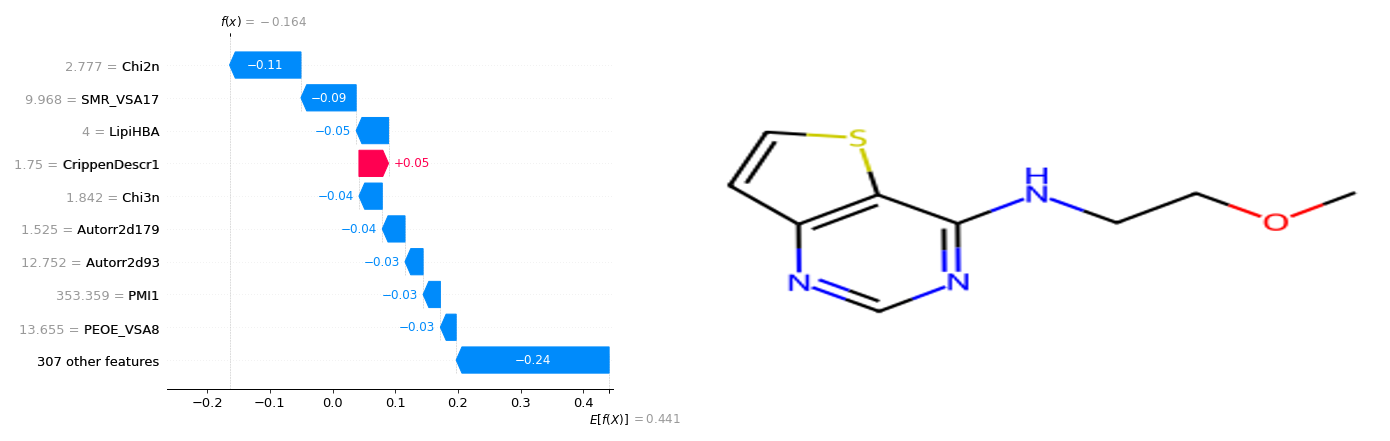 f(x) = −0.164
2.777 = Chi2n
−0.11
9.968 = SMR_VSA17
−0.09
4 = LipiHBA
−0.05
1.75 = CrippenDescr1
+0.05
1.842 = Chi3n
−0.04
1.525 = Autorr2d179
−0.04
12.752 = Autorr2d93
−0.03
353.359 = PMI1
−0.03
13.655 = PEOE_VSA8
−0.03
307 other features
−0.24
−0.2 −0.1 0.0 0.1 0.2 0.3 0.4
E[f(X)] = 0.441
S
H
N
O
N
N